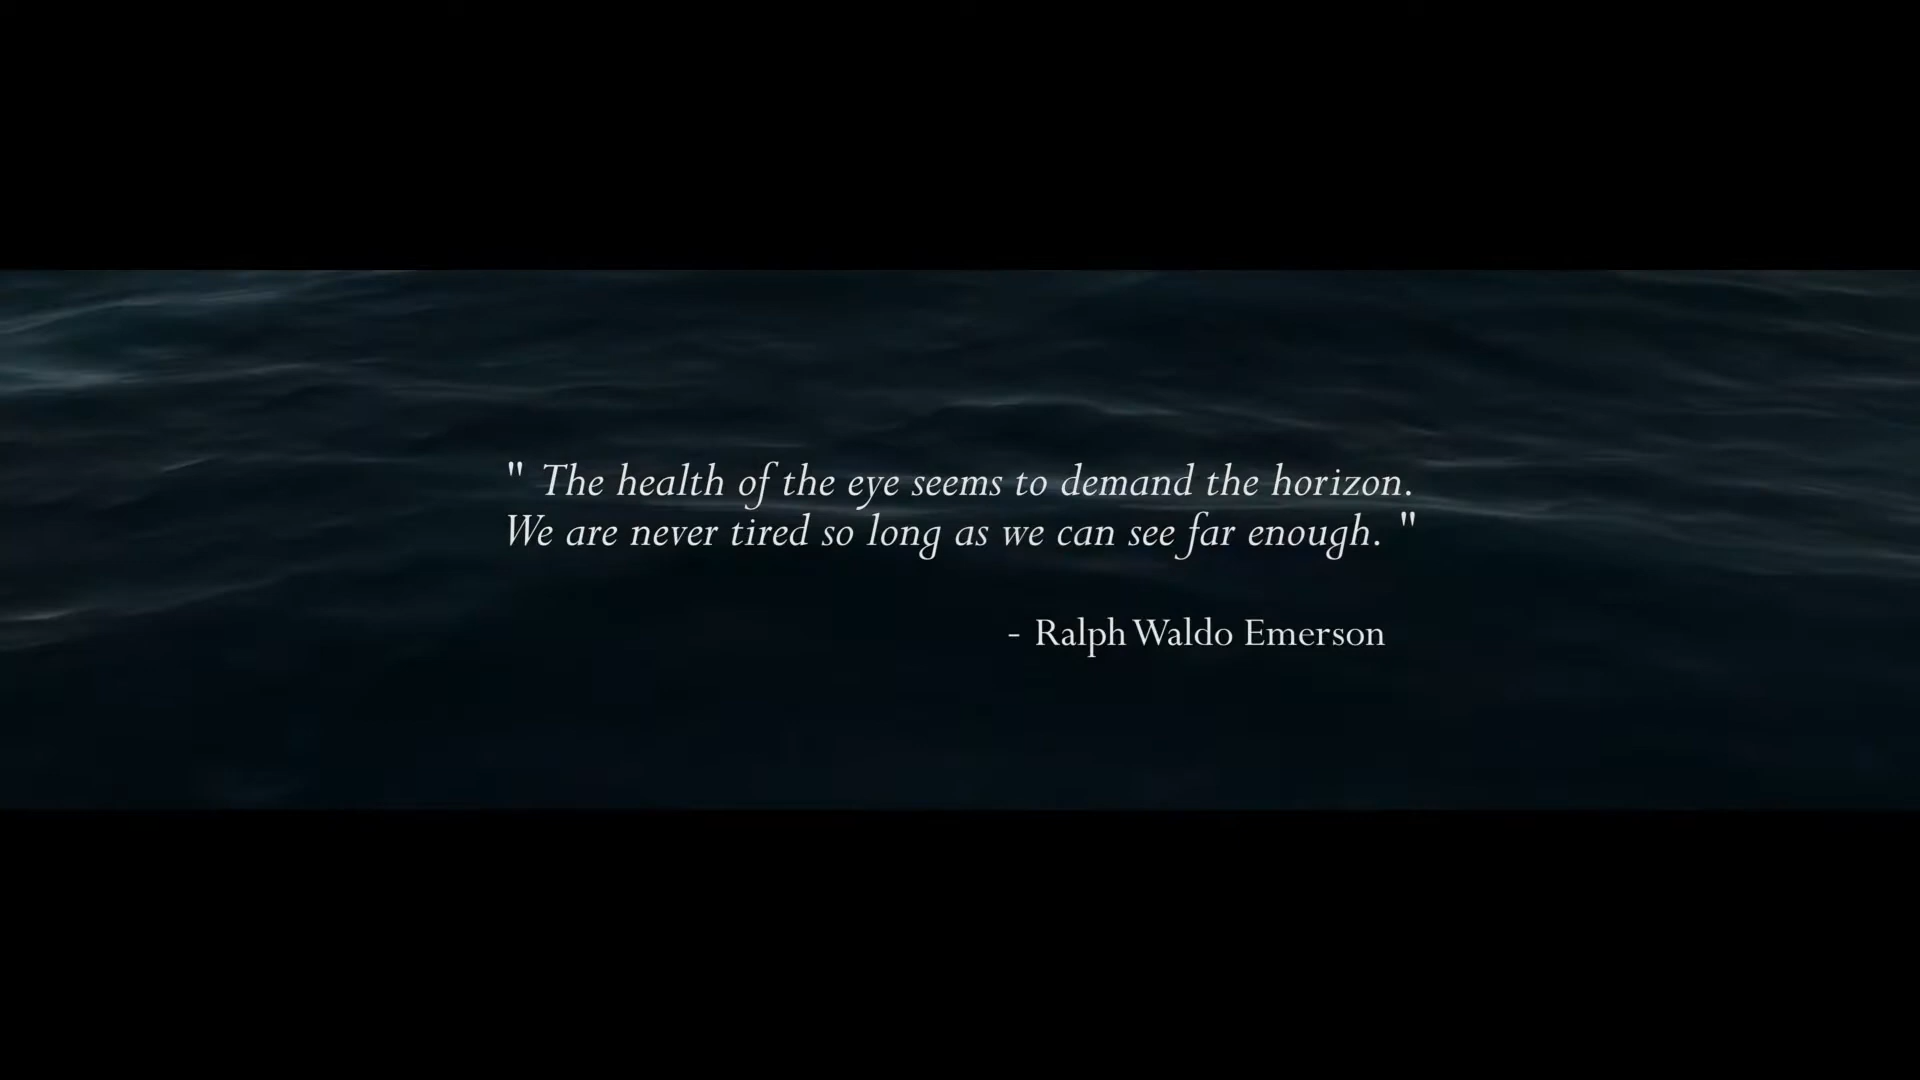 " The health of the eye seems to demand the horizon.
We are never tired so long as we can see far enough. "
- Ralph Waldo Emerson